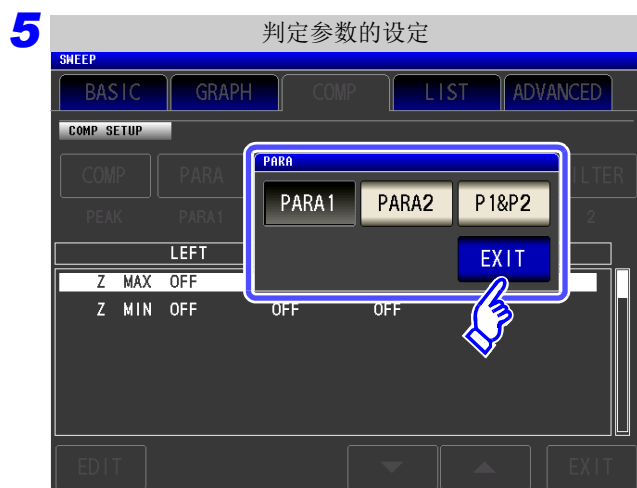 5
判定参数的设定
SWEEP
BASIC GRAPH COMP LIST ADVANCED
COMP SETUP
COMP PARA
PARA
PARA1 PARA2 P1&P2
EXIT
PEAK PARA1 2
LEFT
Z MAX OFF
Z MIN OFF OFF OFF
EDIT EXIT